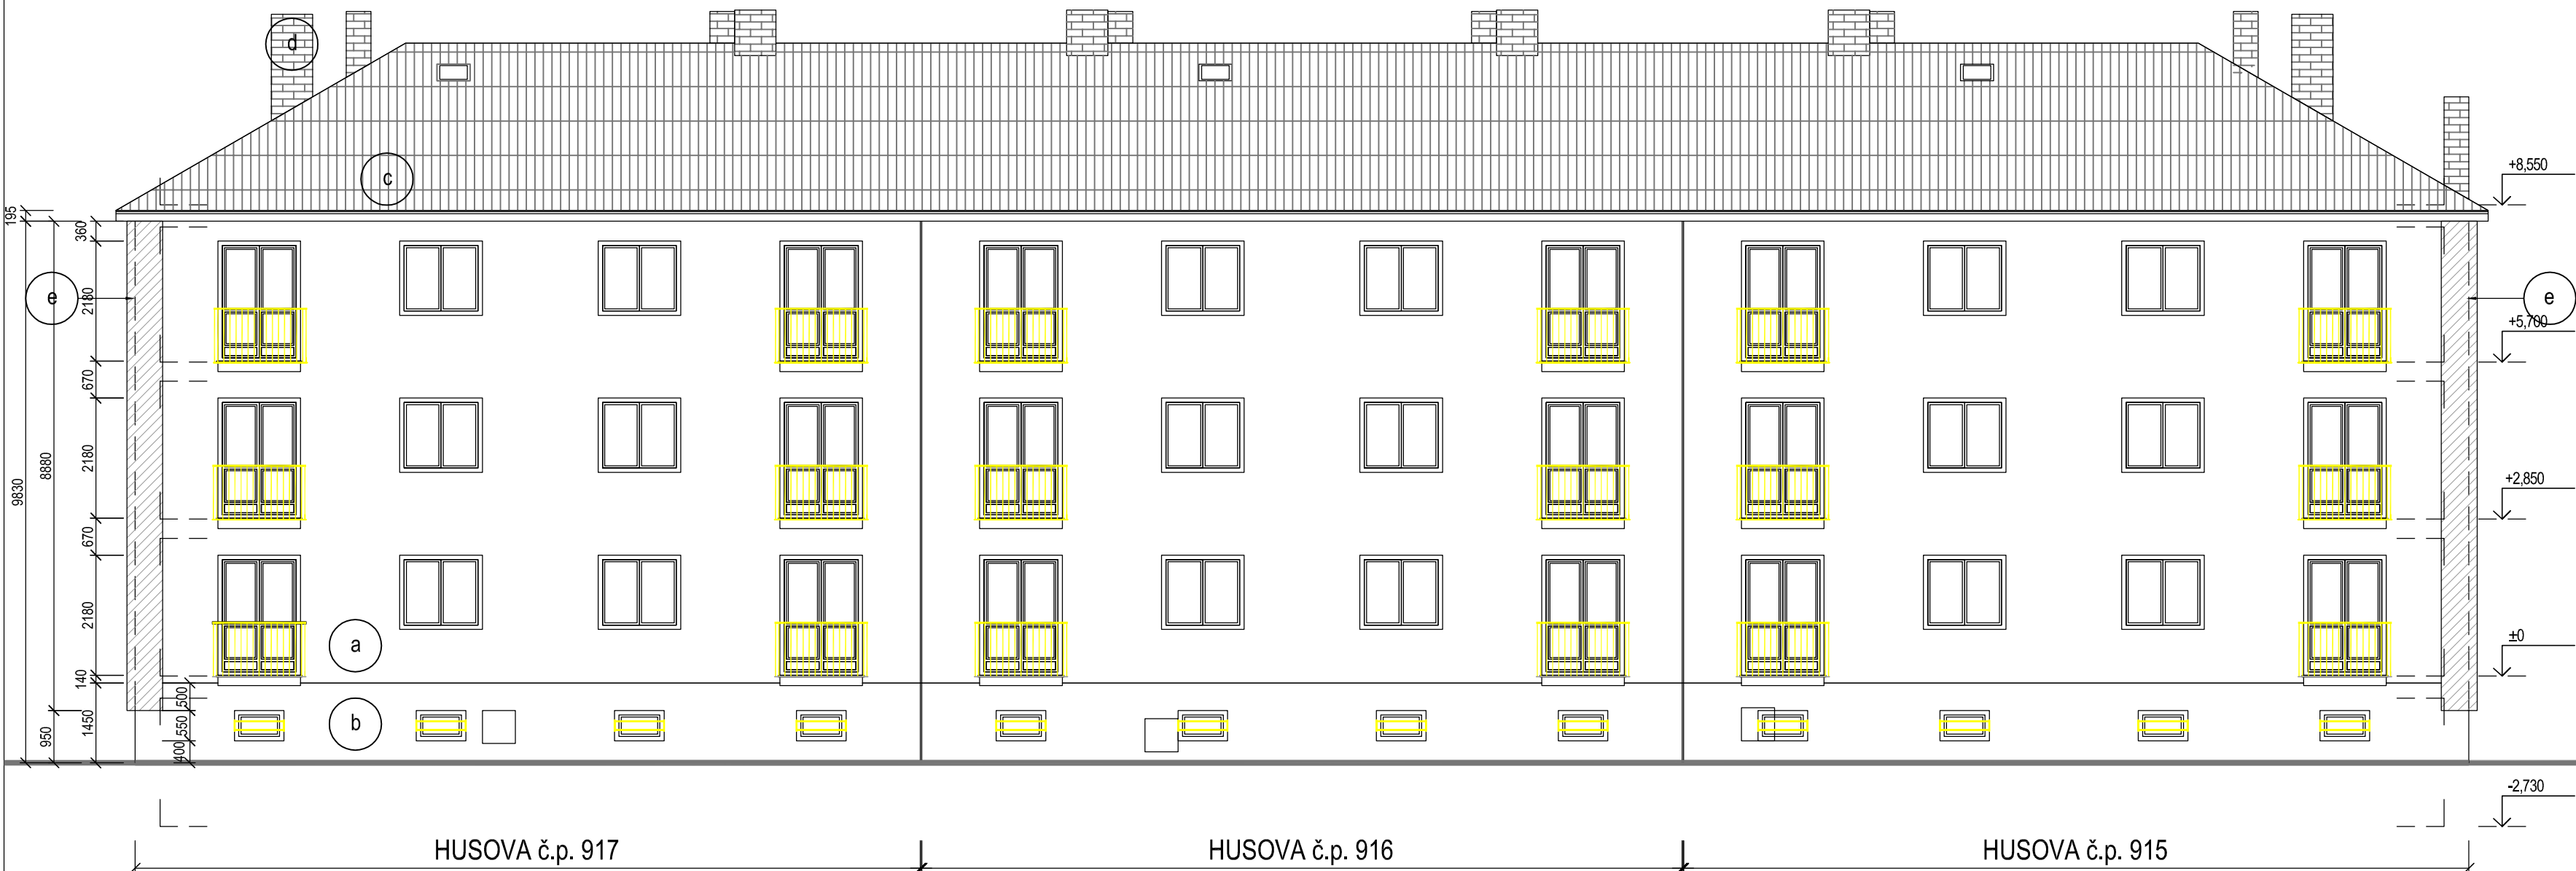 d
c
+8,550
195
360
e
2180
e
+5,700
670
8880
2180
9830
+2,850
670
2180
a
±0
140
500
1450
b
550
950
400
-2,730
HUSOVA č.p. 917
HUSOVA č.p. 916
HUSOVA č.p. 915